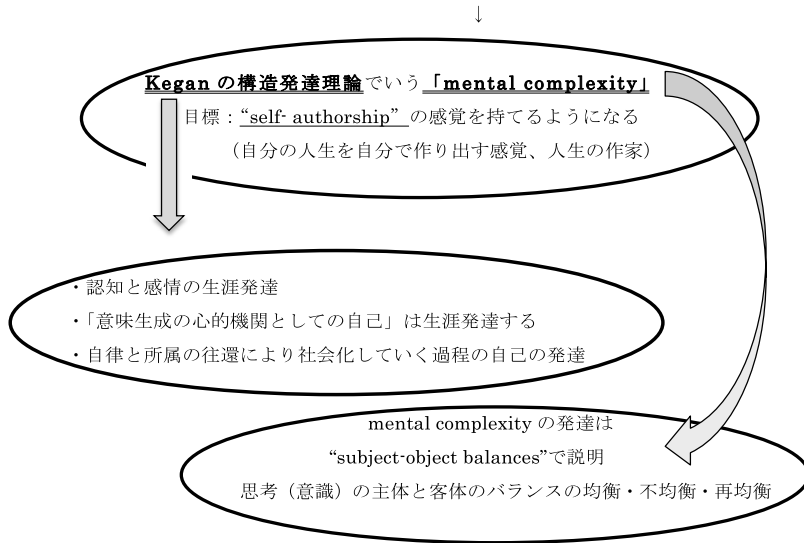 ↓
Kegan の構造発達理論でいう「mental complexity」
目標：“self- authorship” の感覚を持てるようになる
（自分の人生を自分で作り出す感覚、人生の作家）
・認知と感情の生涯発達
・「意味生成の心的機関としての自己」は生涯発達する
・自律と所属の往還により社会化していく過程の自己の発達
mental complexity の発達は
“subject-object balances”で説明
思考（意識）の主体と客体のバランスの均衡・不均衡・再均衡